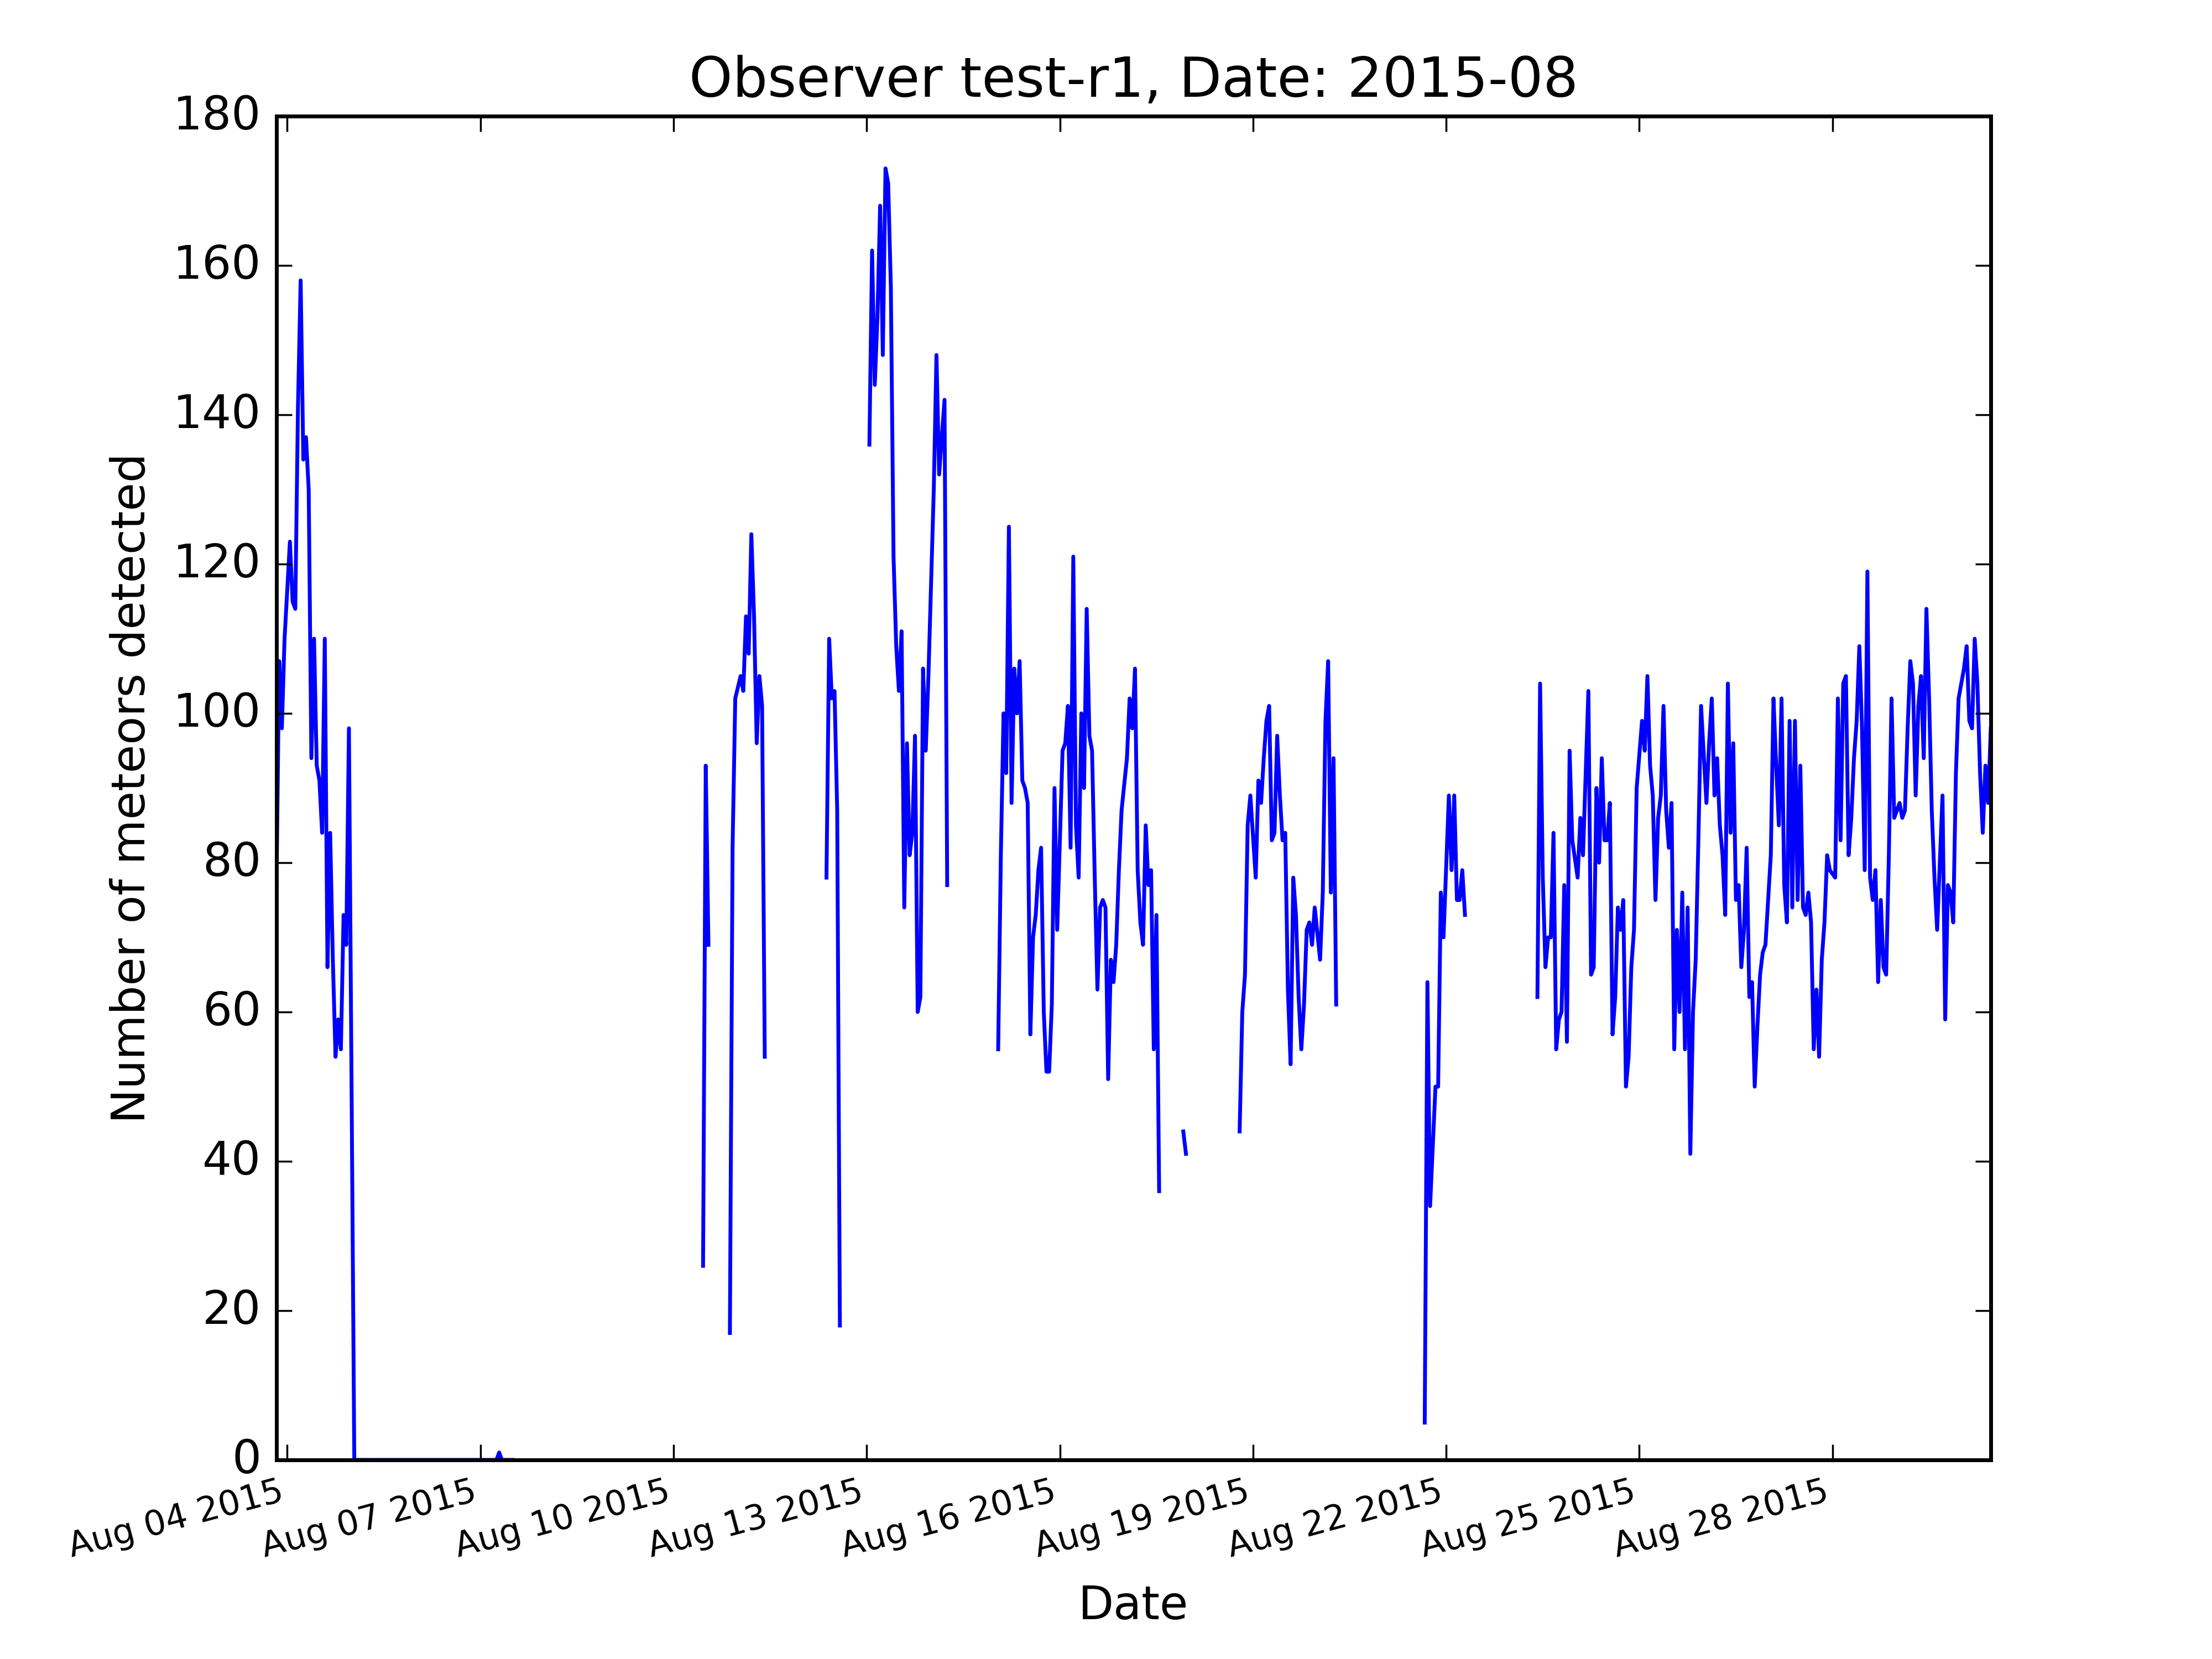 Observer test-r1, Date: 2015-08
180
160
140
120
100
80
60
40
20
0
Number of meteors detected
Aug 04 2015
Aug 07 2015
Aug 10 2015
Aug 13 2015
Aug 16 2015
Aug 19 2015
Aug 22 2015
Aug 25 2015
Aug 28 2015
Date